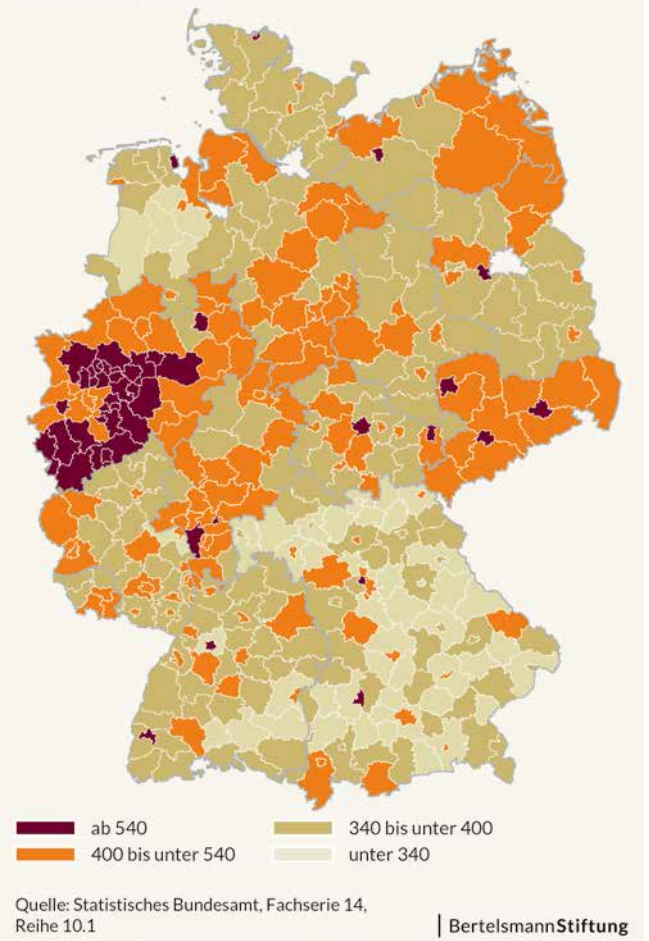 ab 540
340 bis unter 400
400 bis unter 540
unter 340
Quelle: Statistisches Bundesamt, Fachserie 14,
Reihe 10.1
BertelsmannStiftung